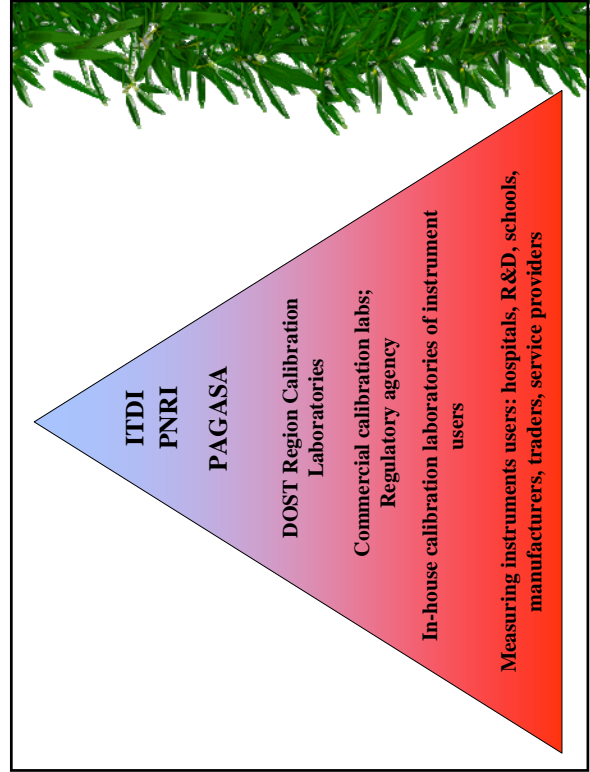 ITDI
PNRI
PAGASA
DOST Region Calibration
Laboratories
Commercial calibration labs;
Regulatory agency
In-house calibration laboratories of instrument
users
Measuring instruments users: hospitals, R&D, schools,
manufacturers, traders, service providers